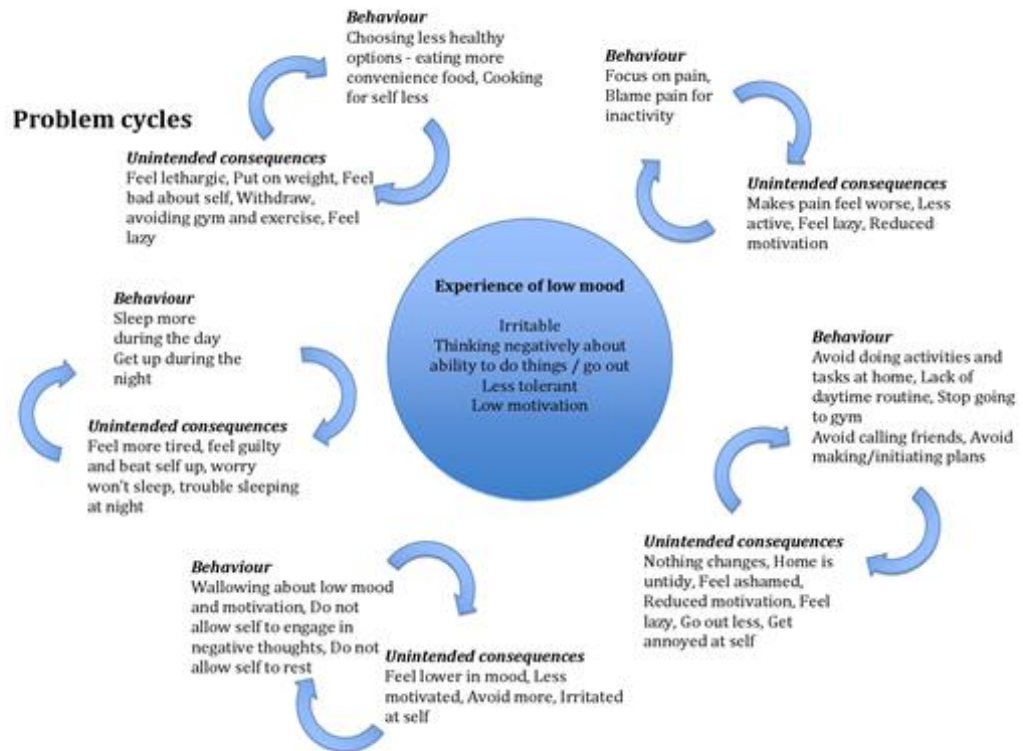 Problem cycles
Behaviour
Choosing less healthy
options - eating more
convenience food, Cooking
for self less
Unintended consequences
Feel lethargic, Put on weight, Feel
bad about self, Withdraw,
avoiding gym and exercise, Feel
lazy
Behaviour
Focus on pain,
Blame pain for
inactivity
Unintended consequences
Makes pain feel worse, Less
active, Feel lazy, Reduced
motivation
Experience of low mood
Irritable
Thinking negatively about
ability to do things / go out
Less tolerant
Low motivation
Behaviour
Sleep more
during the day
Get up during the
night
Unintended consequences
Feel more tired, feel guilty
and beat self up, worry
won't sleep, trouble sleeping
at night
Behaviour
Avoid doing activities and
tasks at home, Lack of
daytime routine, Stop going
to gym
Avoid calling friends, Avoid
making/initiating plans
Unintended consequences
Nothing changes, Home is
untidy, Feel ashamed,
Reduced motivation, Feel
lazy, Go out less, Get
annoyed at self
Behaviour
Wallowing about low mood
and motivation, Do not
allow self to engage in
negative thoughts, Do not
allow self to rest
Unintended consequences
Feel lower in mood, Less
motivated, Avoid more, Irritated
at self